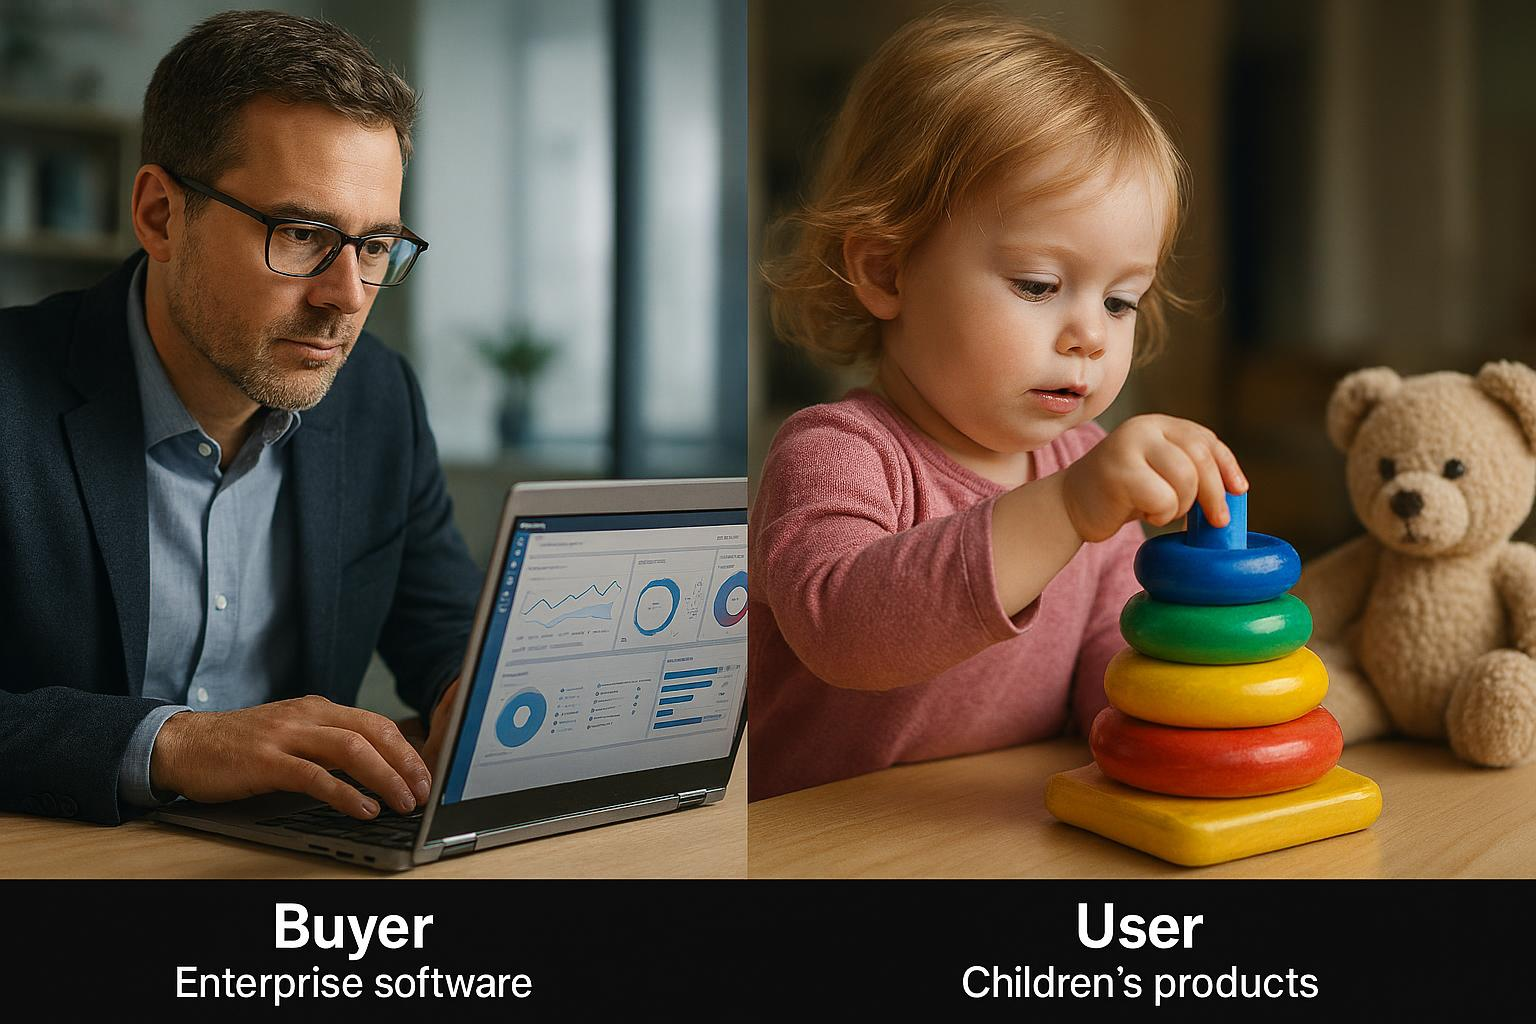 Buyer
Enterprise software
User
Children's products